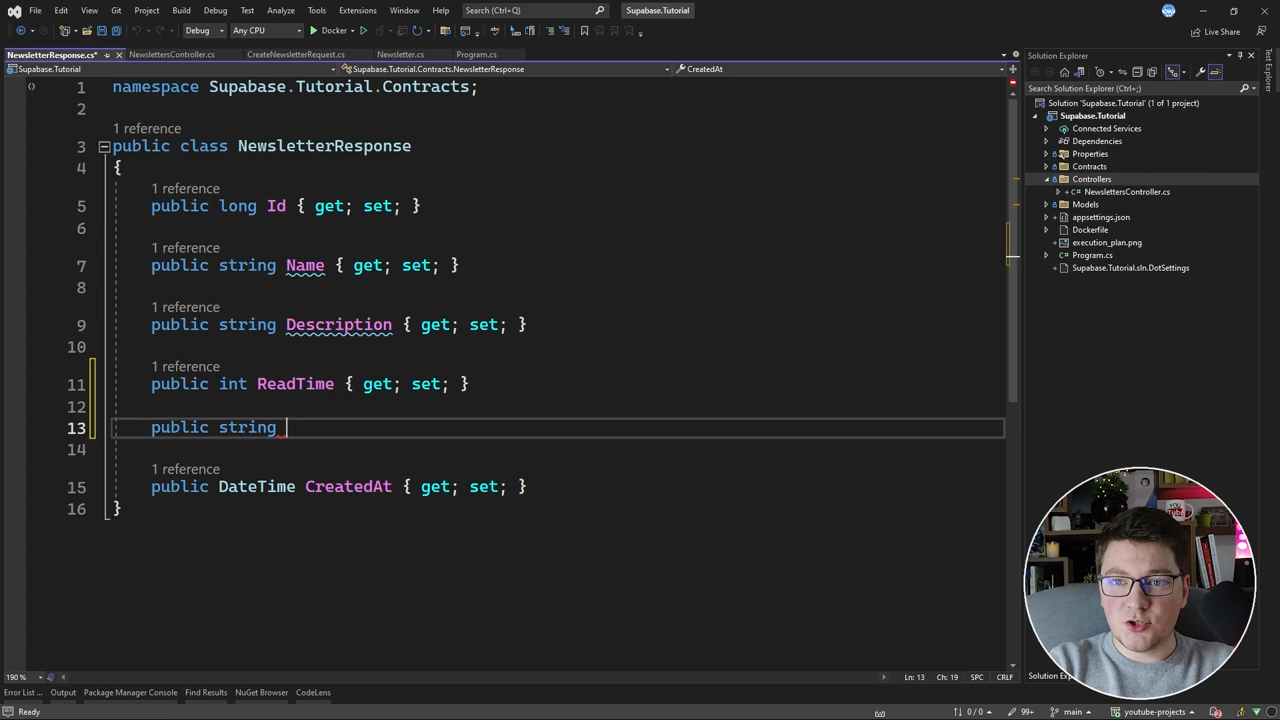 File Edit View Git Project Build Debug Test Analyze Tools Extensions Window Help Search (Ctrl+Q) Supabase.Tutorial
Debug Any CPU Docker Live Share
NewsletterResponse.cs* NewslettersController.cs CreateNewsletterRequest.cs Newsletter.cs Program.cs
Supabase.Tutorial Supabase.Tutorial.Contracts.NewsletterResponse CreatedAt
1 namespace Supabase.Tutorial.Contracts;
2
1 reference
3 public class NewsletterResponse
4 {
1 reference
5 public long Id { get; set; }
6
1 reference
7 public string Name { get; set; }
8
1 reference
9 public string Description { get; set; }
10
1 reference
11 public int ReadTime { get; set; }
12
13 public string
14
1 reference
15 public DateTime CreatedAt { get; set; }
16 }
Solution Explorer
Search Solution Explorer (Ctrl+;)
Solution 'Supabase.Tutorial' (1 of 1 project)
Supabase.Tutorial
Connected Services
Dependencies
Properties
Contracts
Controllers
NewslettersController.cs
Models
appsettings.json
Dockerfile
execution_plan.png
Program.cs
Supabase.Tutorial.sln.DotSettings
Test Explorer
190 % Ln: 13 Ch: 19 SPC CRLF
Error List ... Output Package Manager Console Find Results NuGet Browser CodeLens
Ready 0 / 0 99+ main youtube-projects